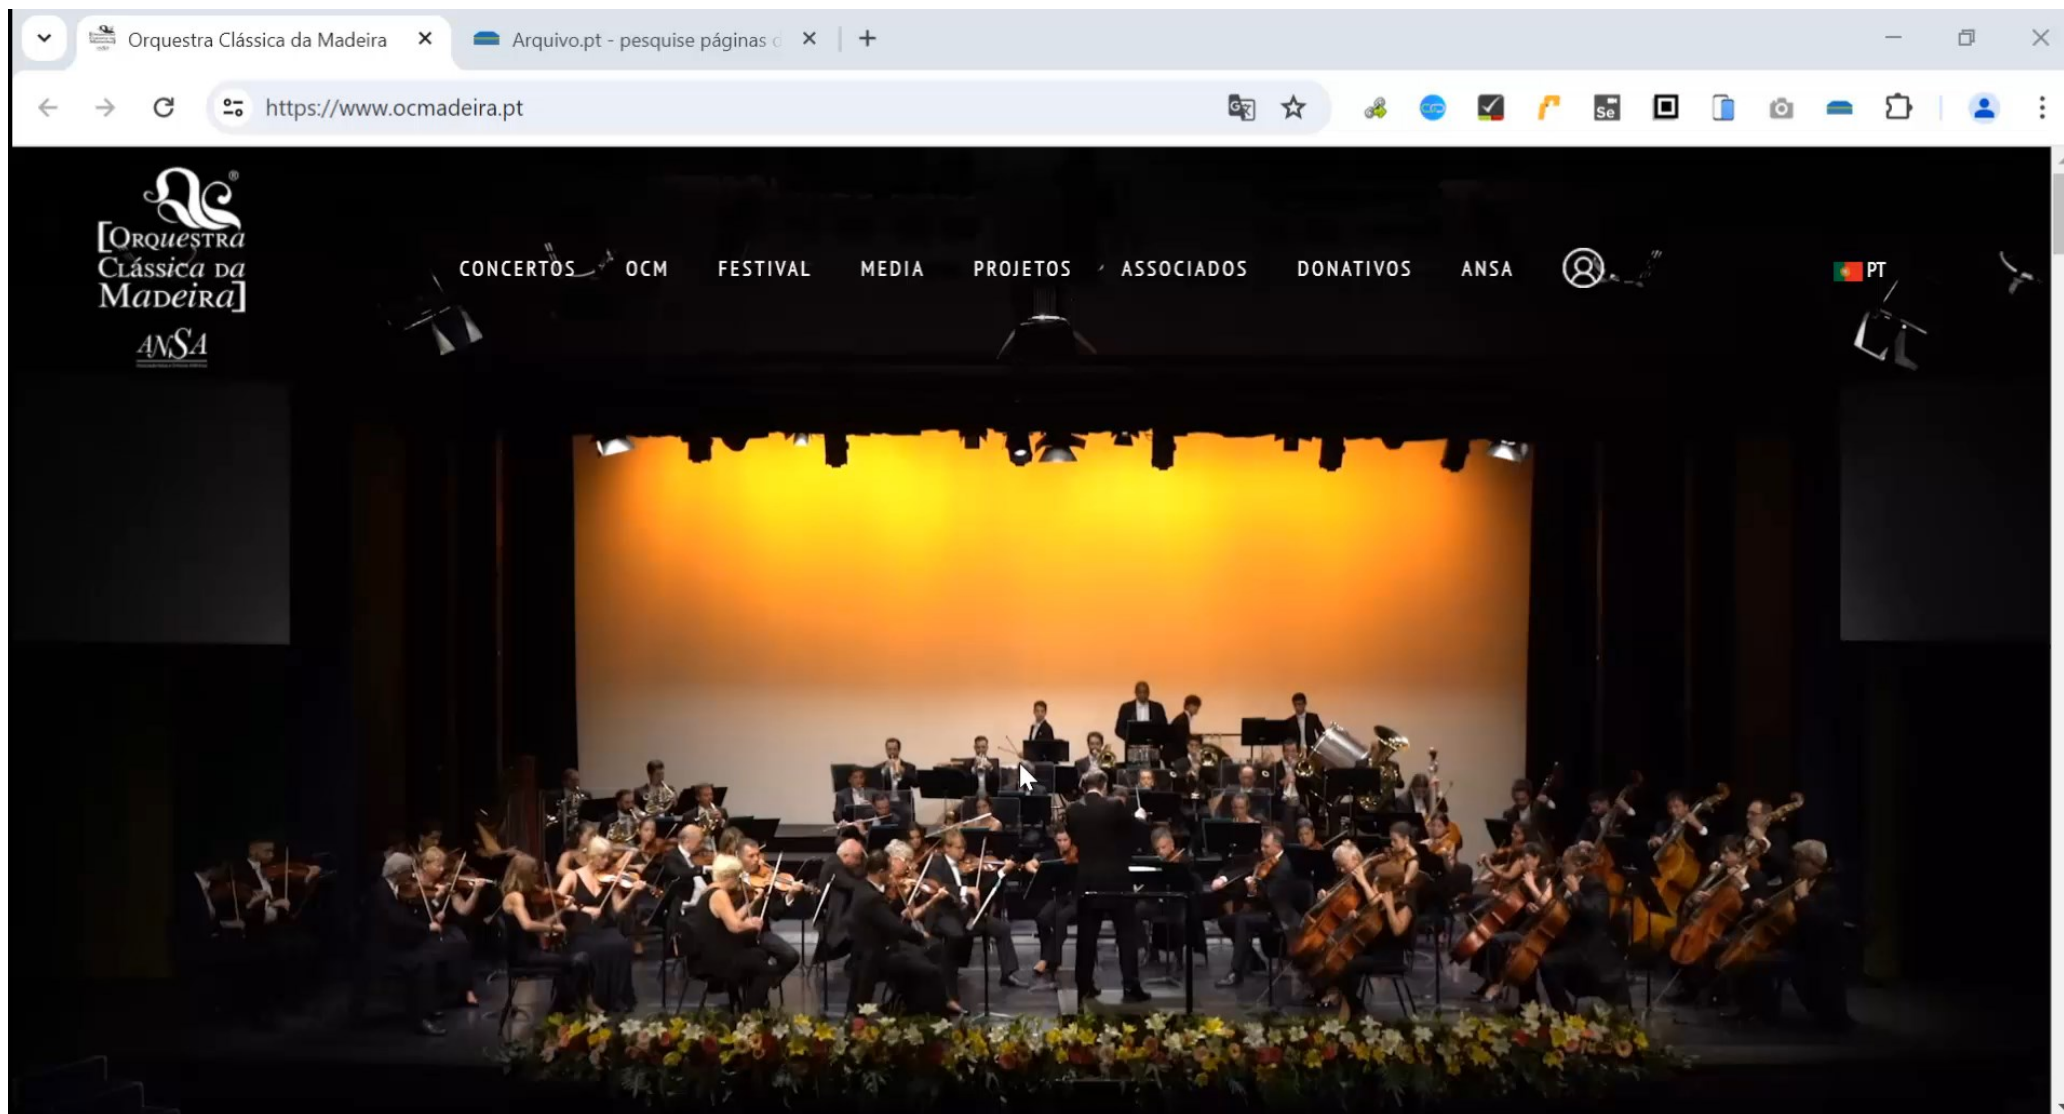 Orquestra Clássica da Madeira
Arquivo.pt - pesquise páginas d
https://www.ocmadeira.pt
[Orquestra
Clássica da
Madeira]
ANSA
CONCERTOS OCM FESTIVAL MEDIA PROJETOS ASSOCIADOS DONATIVOS ANSA PT